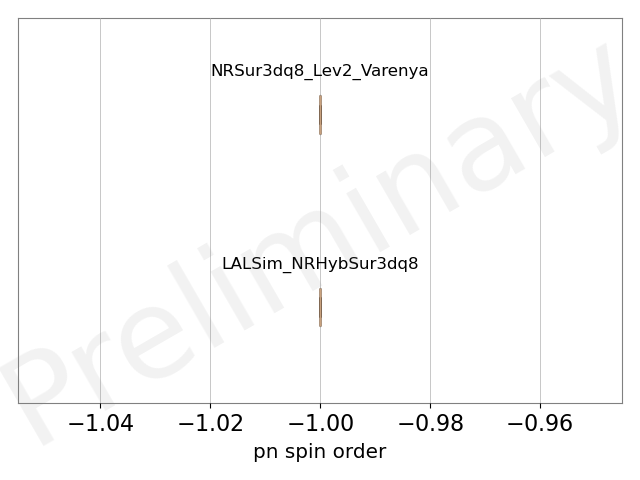 NRSur3dq8_Lev2_Varenya
LALSim_NRHybSur3dq8
Preliminary
−1.04 −1.02 −1.00 −0.98 −0.96
pn spin order